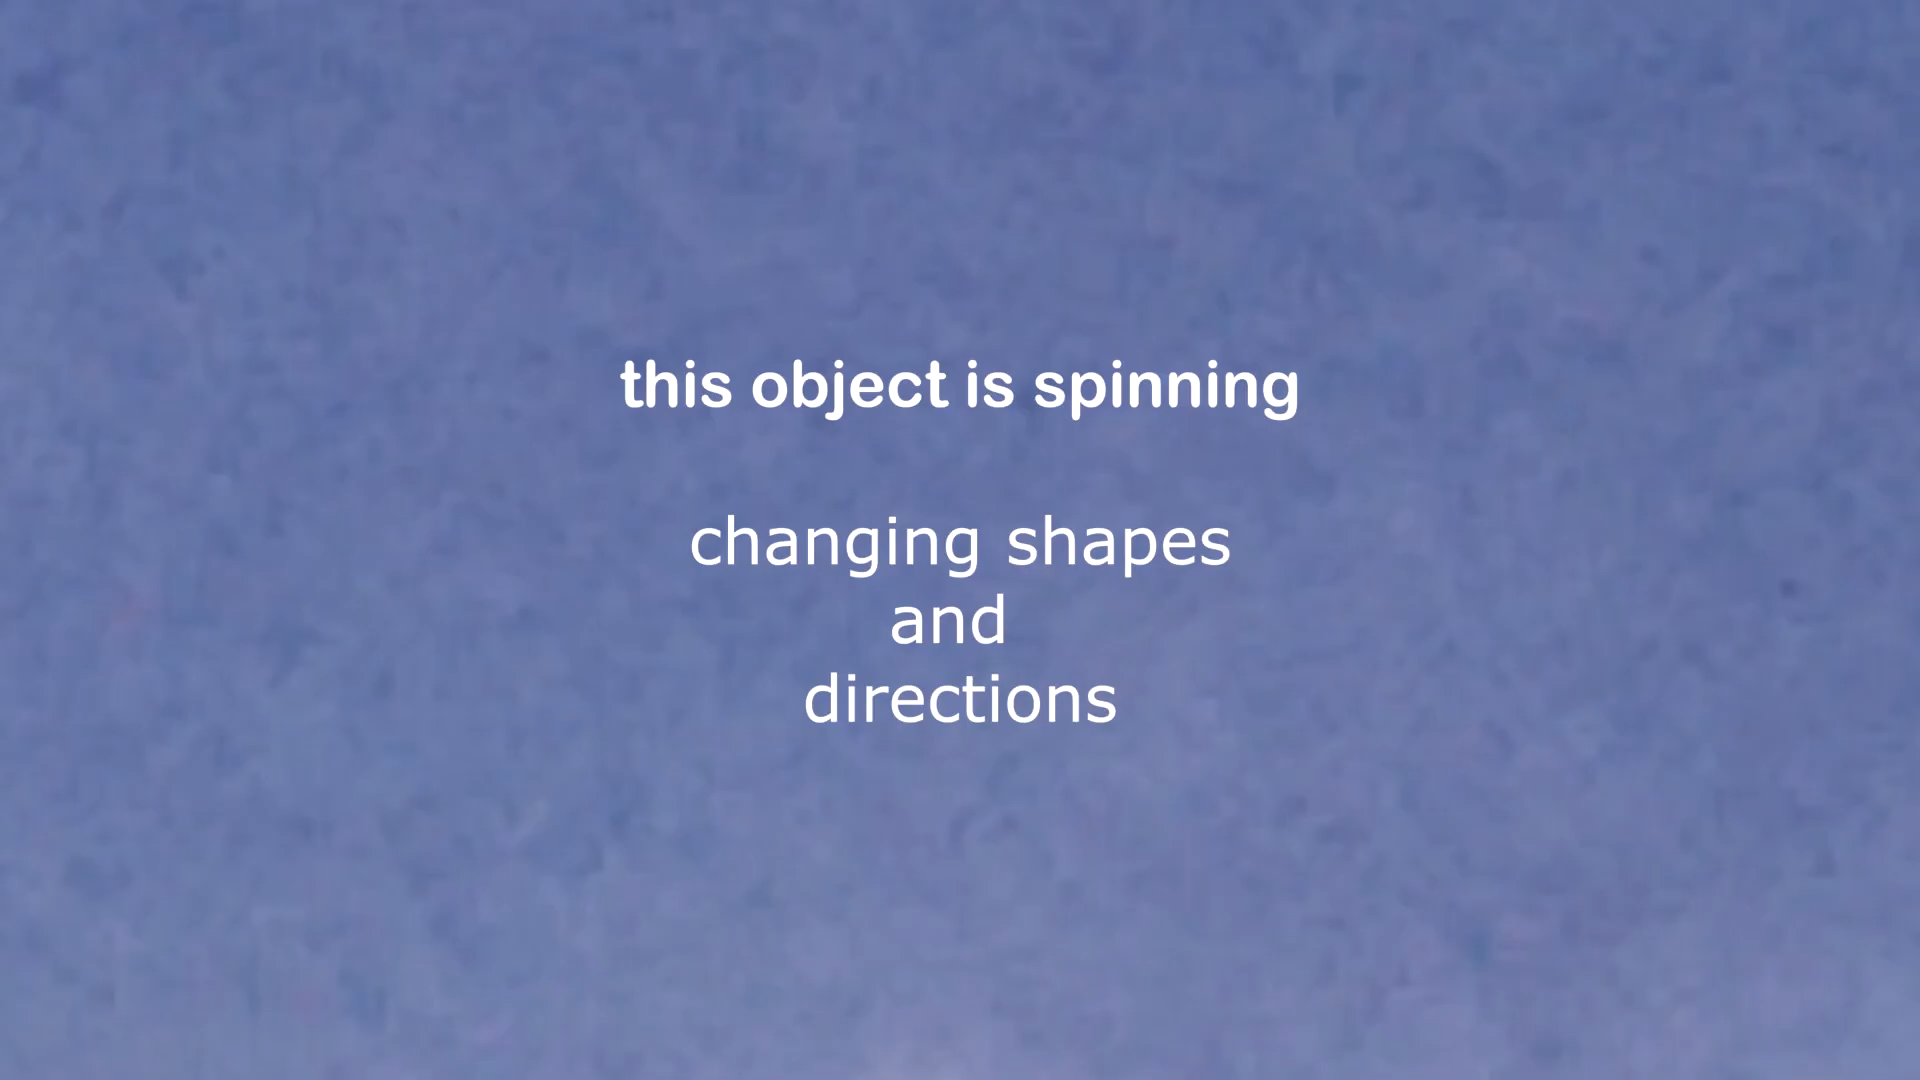 this object is spinning
changing shapes
and
directions